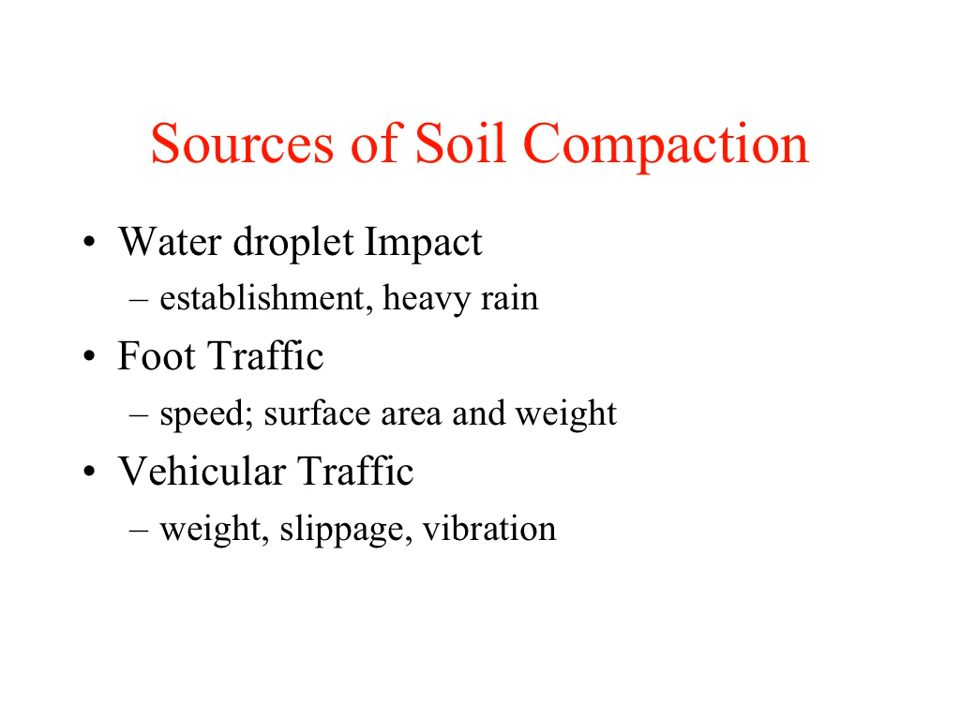 Sources of Soil Compaction
• Water droplet Impact
– establishment, heavy rain
• Foot Traffic
– speed; surface area and weight
• Vehicular Traffic
– weight, slippage, vibration